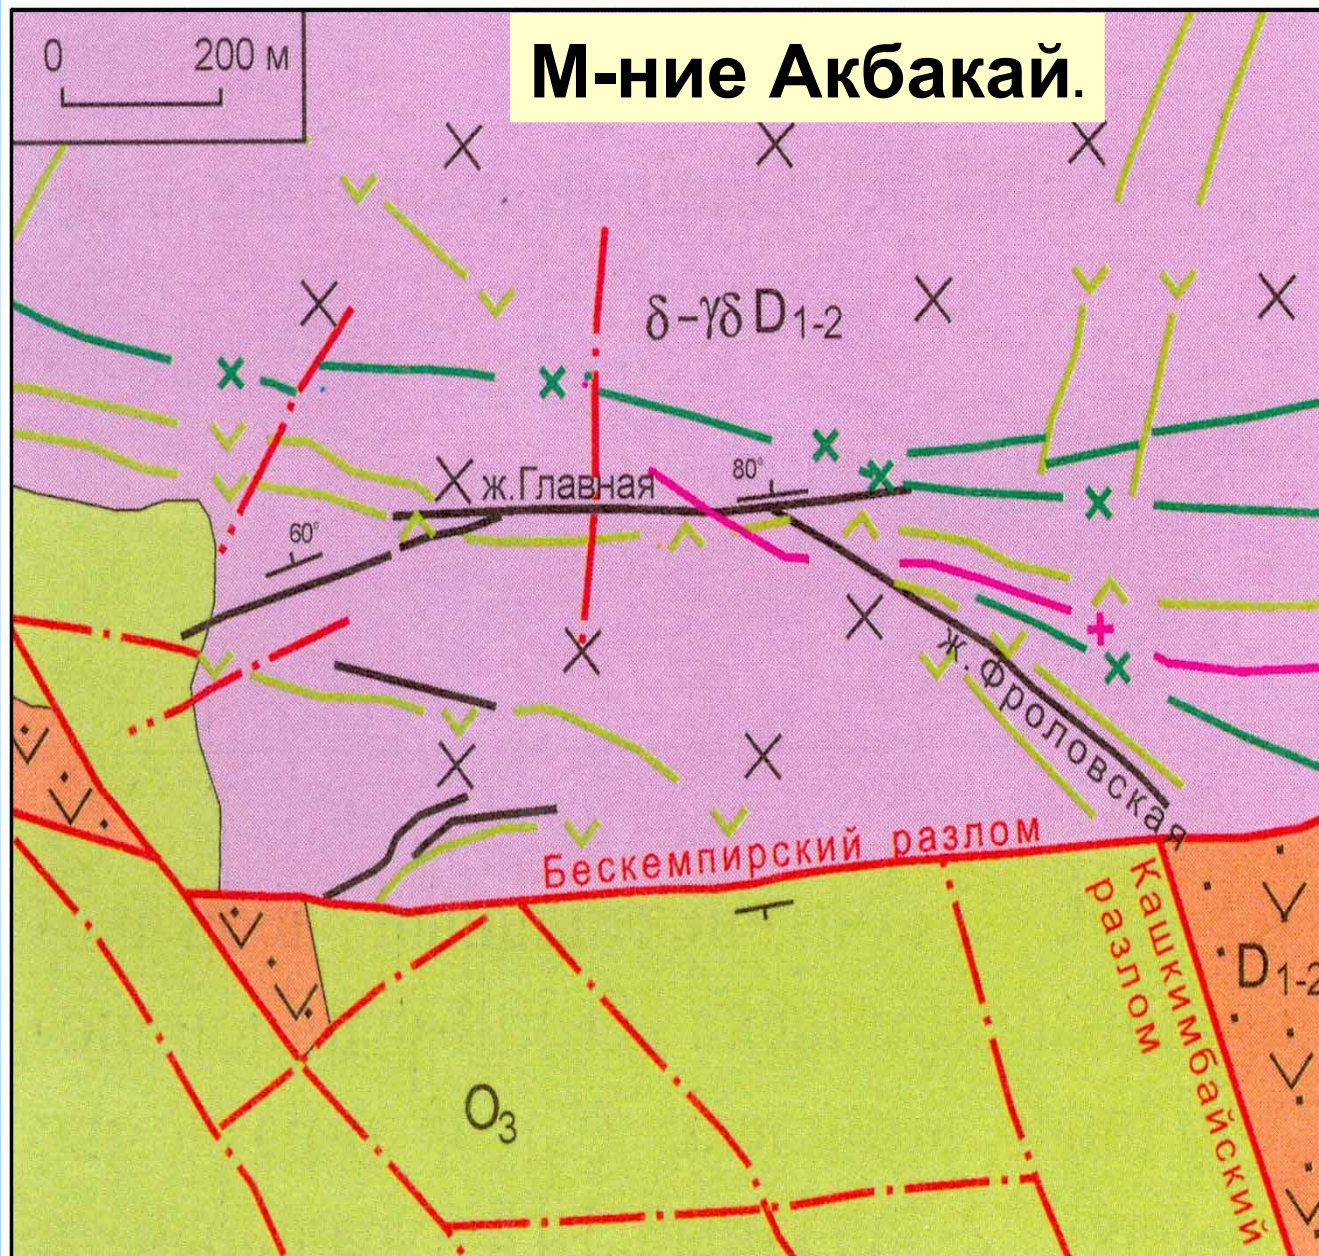 0 200 м
М-ние Акбакай.
δ–γδ D1-2
ж.Главная
80°
60°
ж. Фроловская
Бескемпирский разлом
Кашкимбайский
разлом
D1-2
O3